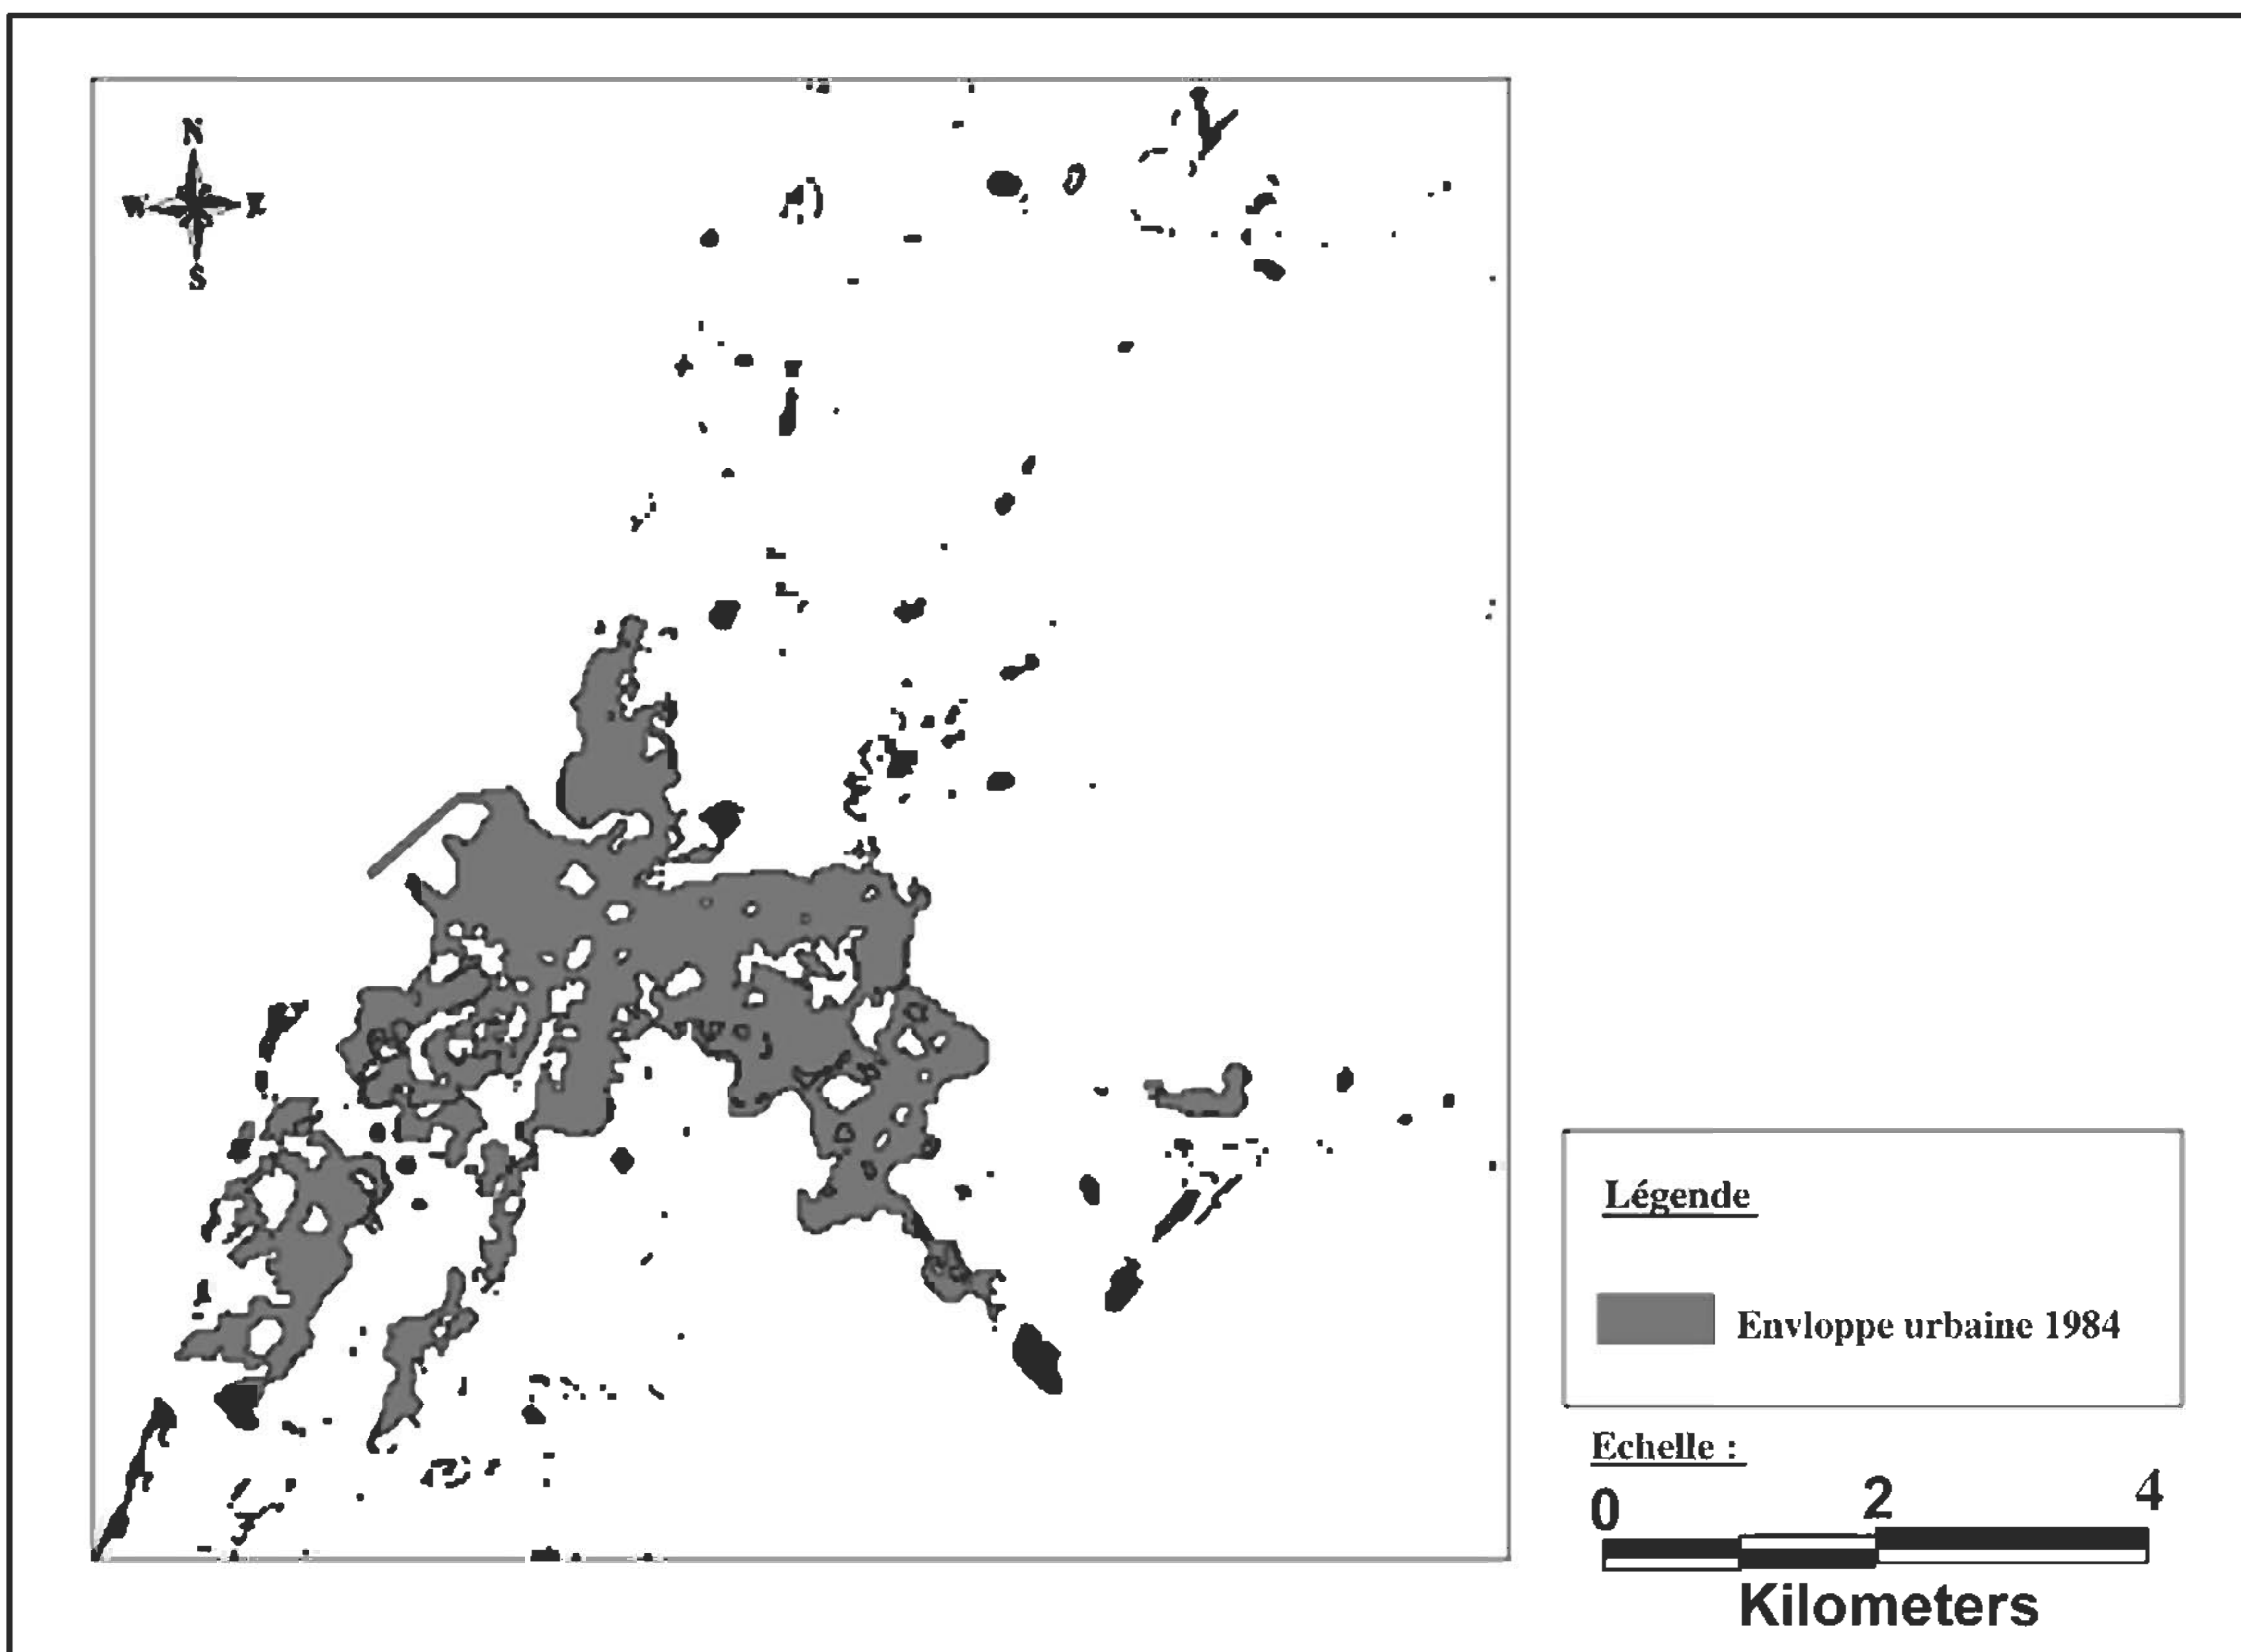 N
W E
S
Légende
Envloppe urbaine 1984
Echelle :
0 2 4
Kilometers